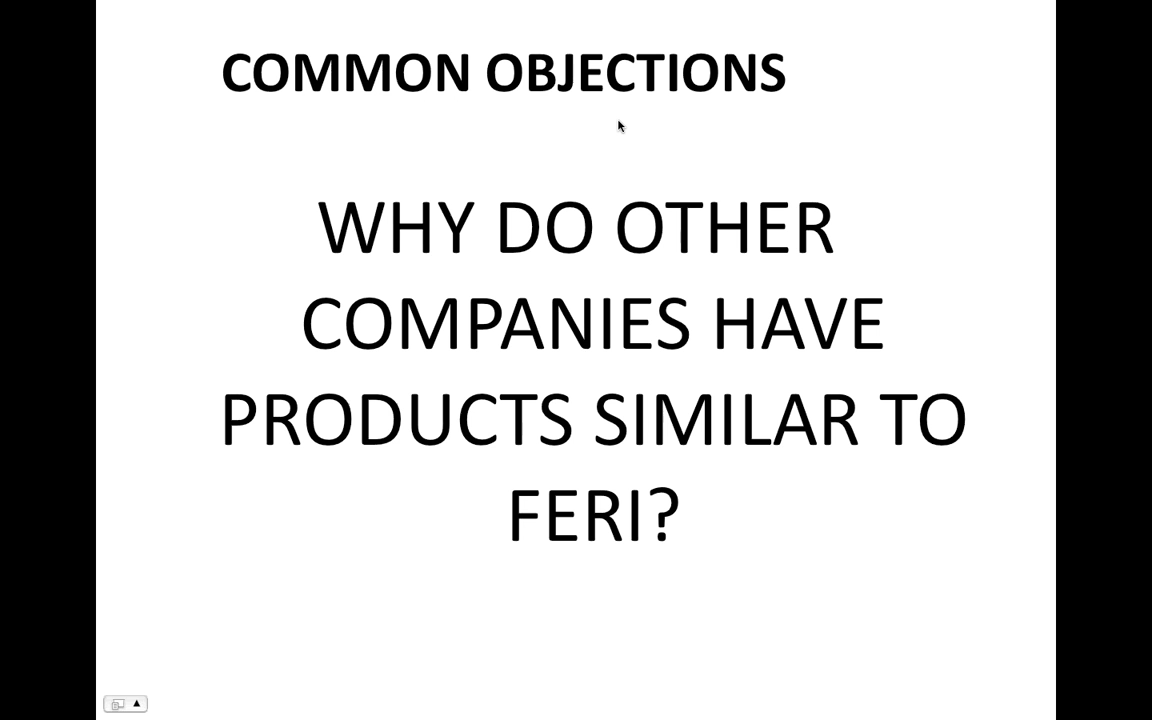 COMMON OBJECTIONS
WHY DO OTHER
COMPANIES HAVE
PRODUCTS SIMILAR TO
FERI?